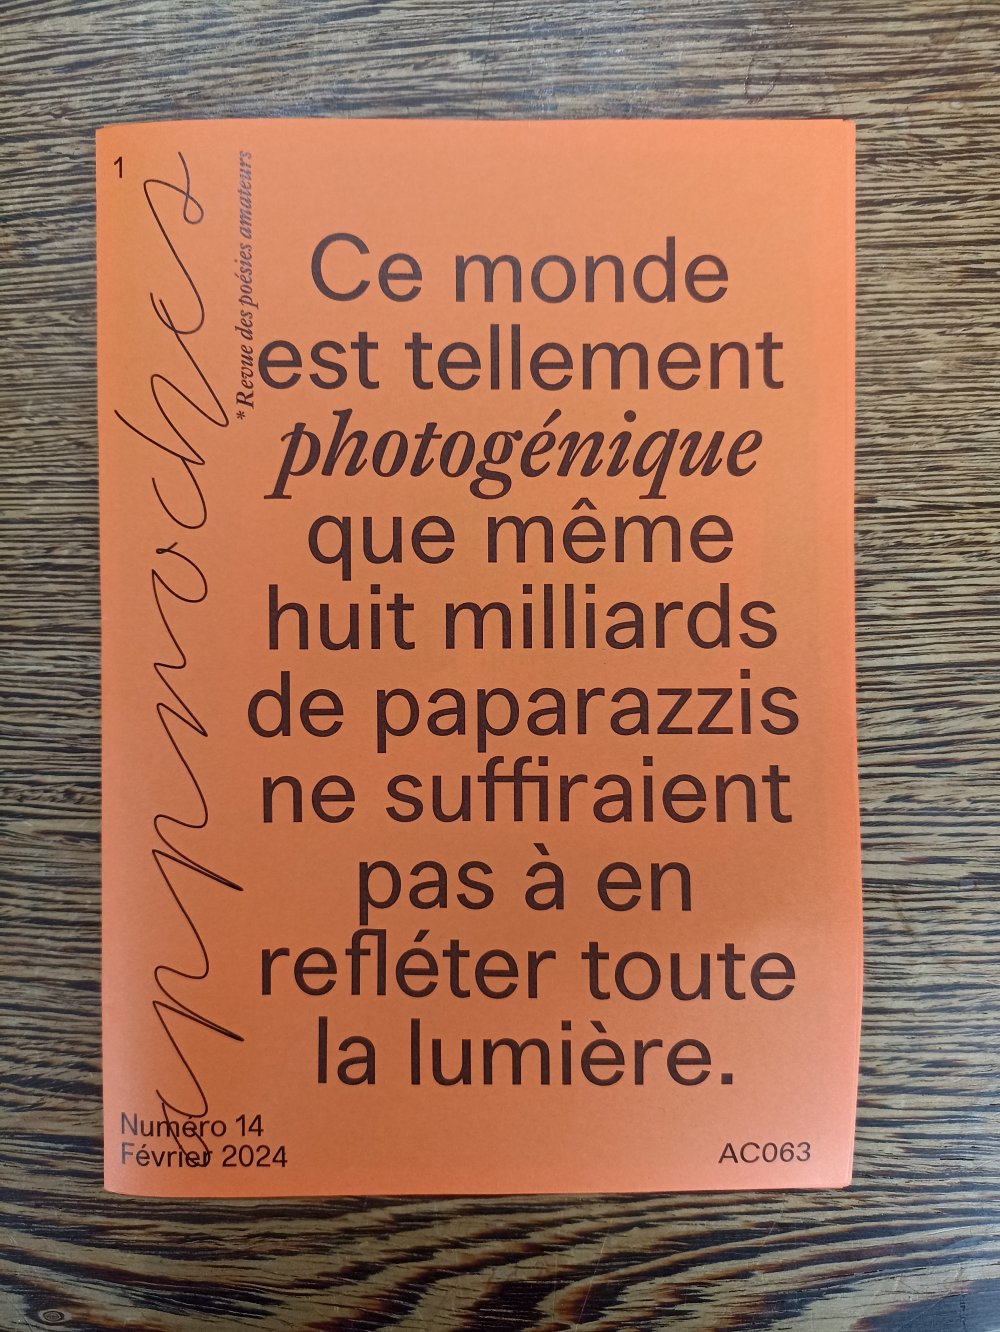 1
approches
*Revue des poésies amateurs
Ce monde
est tellement
photogénique
que même
huit milliards
de paparazzis
ne suffiraient
pas à en
refléter toute
la lumière.
Numéro 14
Février 2024
AC063